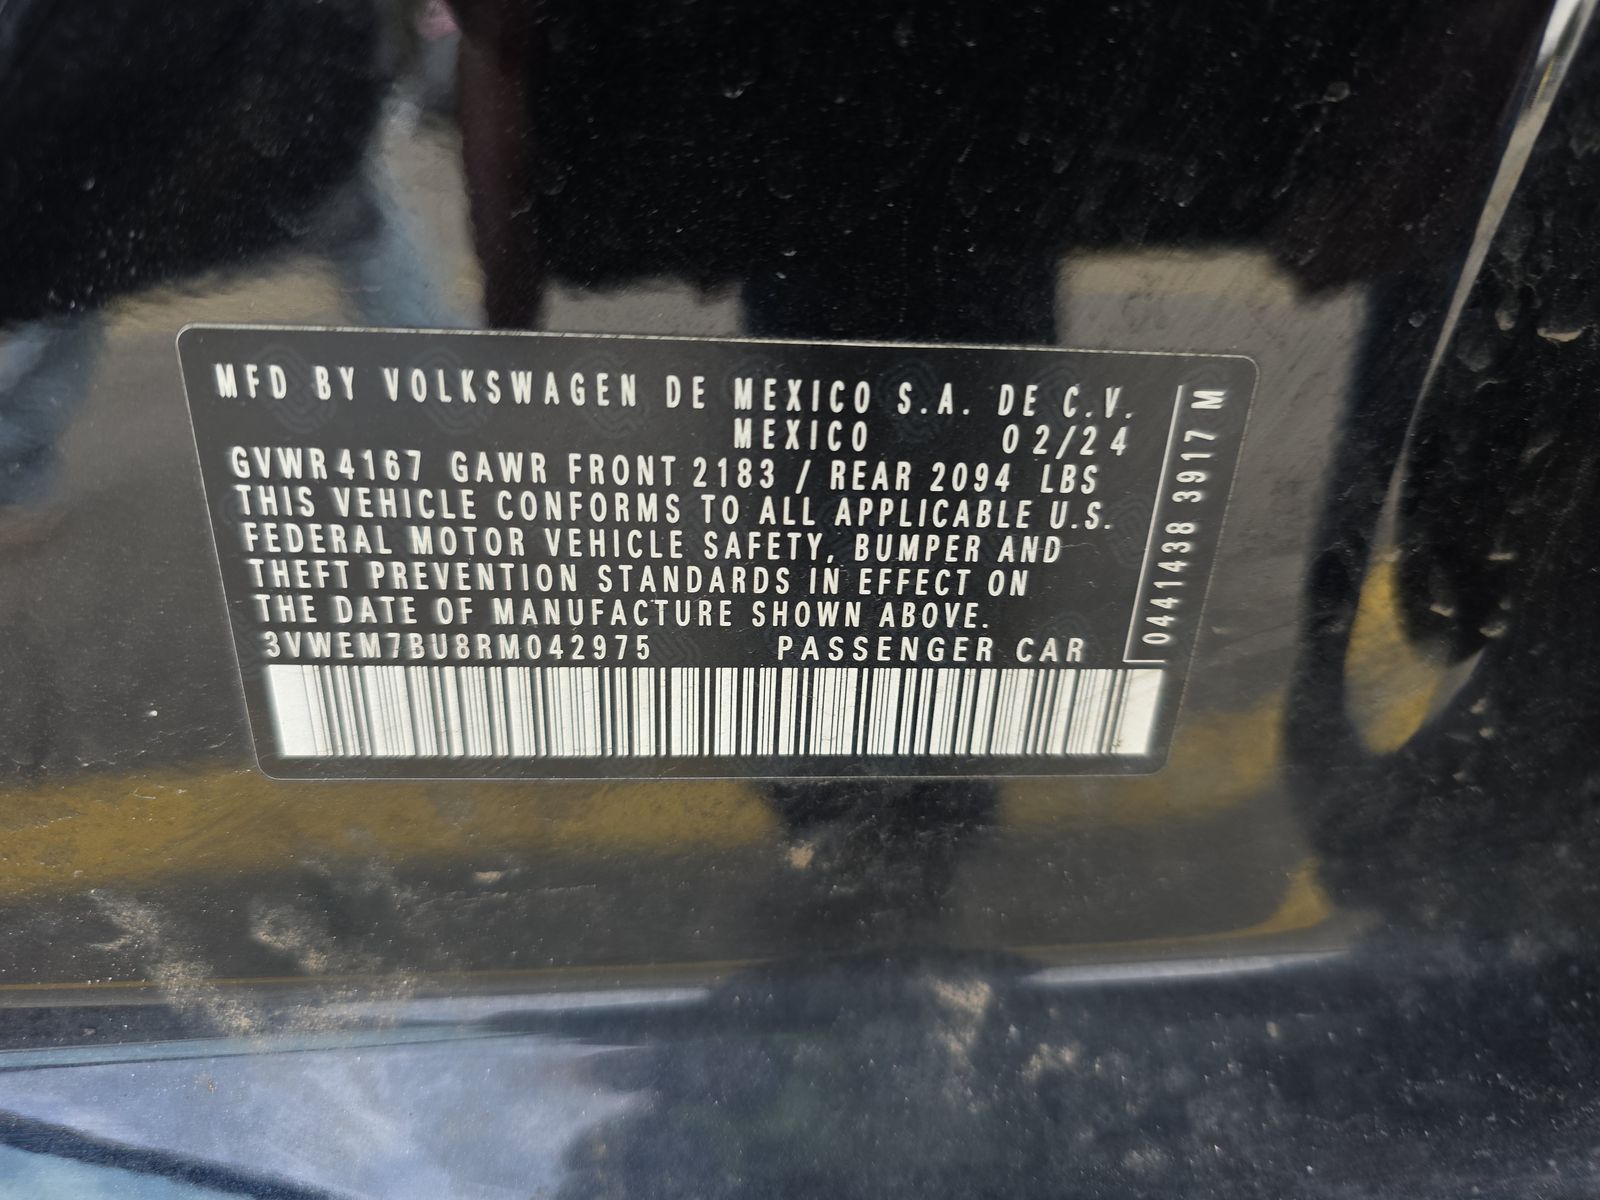 MFD BY VOLKSWAGEN DE MEXICO S.A. DE C.V.
MEXICO 02/24
GVWR 4167 GAWR FRONT 2183 / REAR 2094 LBS
THIS VEHICLE CONFORMS TO ALL APPLICABLE U.S.
FEDERAL MOTOR VEHICLE SAFETY, BUMPER AND
THEFT PREVENTION STANDARDS IN EFFECT ON
THE DATE OF MANUFACTURE SHOWN ABOVE.
3VWEM7BU8RM042975 PASSENGER CAR
0441438 3917 M